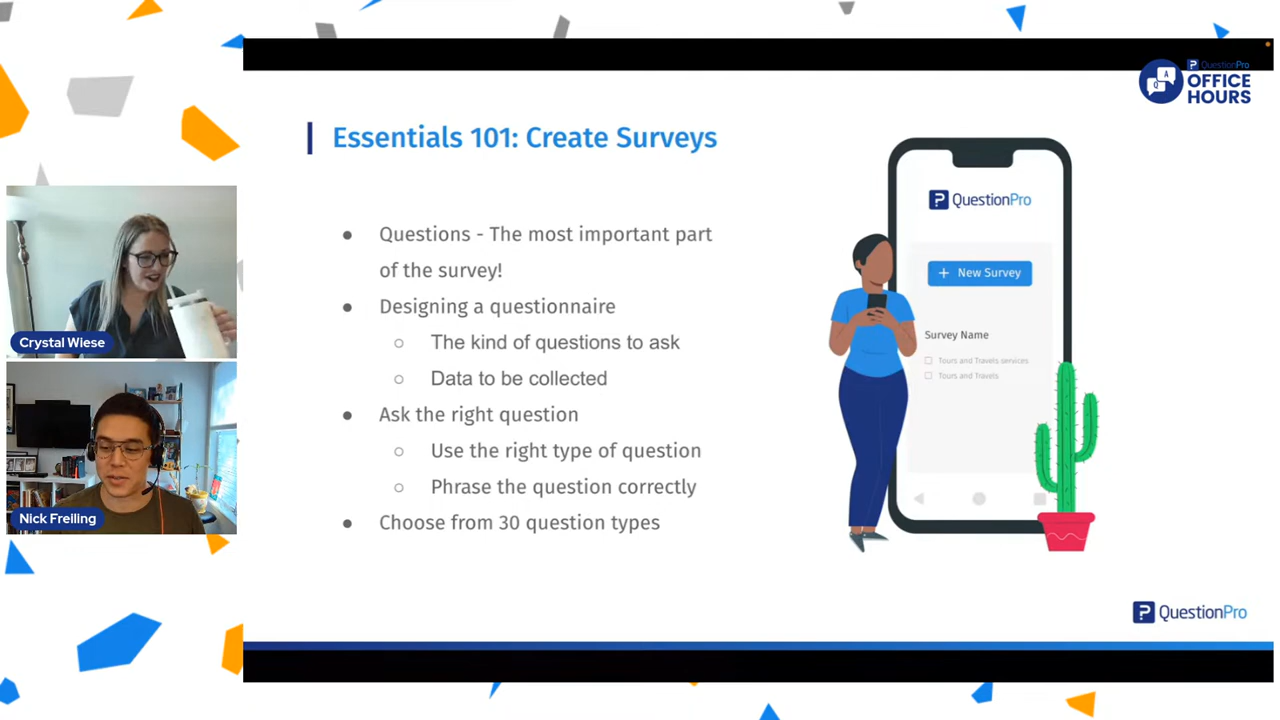 QuestionPro
OFFICE
HOURS
Q
A
Essentials 101: Create Surveys
● Questions - The most important part
of the survey!
● Designing a questionnaire
○ The kind of questions to ask
○ Data to be collected
● Ask the right question
○ Use the right type of question
○ Phrase the question correctly
● Choose from 30 question types
QuestionPro
+ New Survey
Survey Name
Tours and Travels services
Tours and Travels
Crystal Wiese
Nick Freiling
QuestionPro